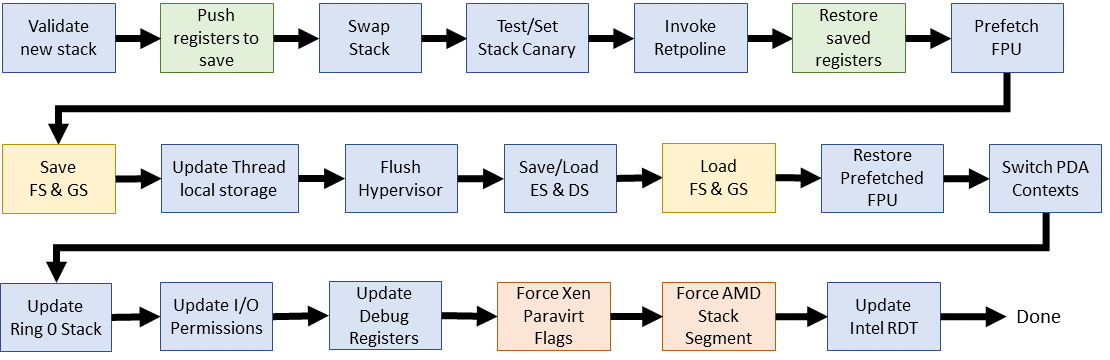 Validate
new stack
Push
registers to
save
Swap
Stack
Test/Set
Stack Canary
Invoke
Retpoline
Restore
saved
registers
Prefetch
FPU
Save
FS & GS
Update Thread
local storage
Flush
Hypervisor
Save/Load
ES & DS
Load
FS & GS
Restore
Prefetched
FPU
Switch PDA
Contexts
Update
Ring 0 Stack
Update I/O
Permissions
Update
Debug
Registers
Force Xen
Paravirt
Flags
Force AMD
Stack
Segment
Update
Intel RDT
Done